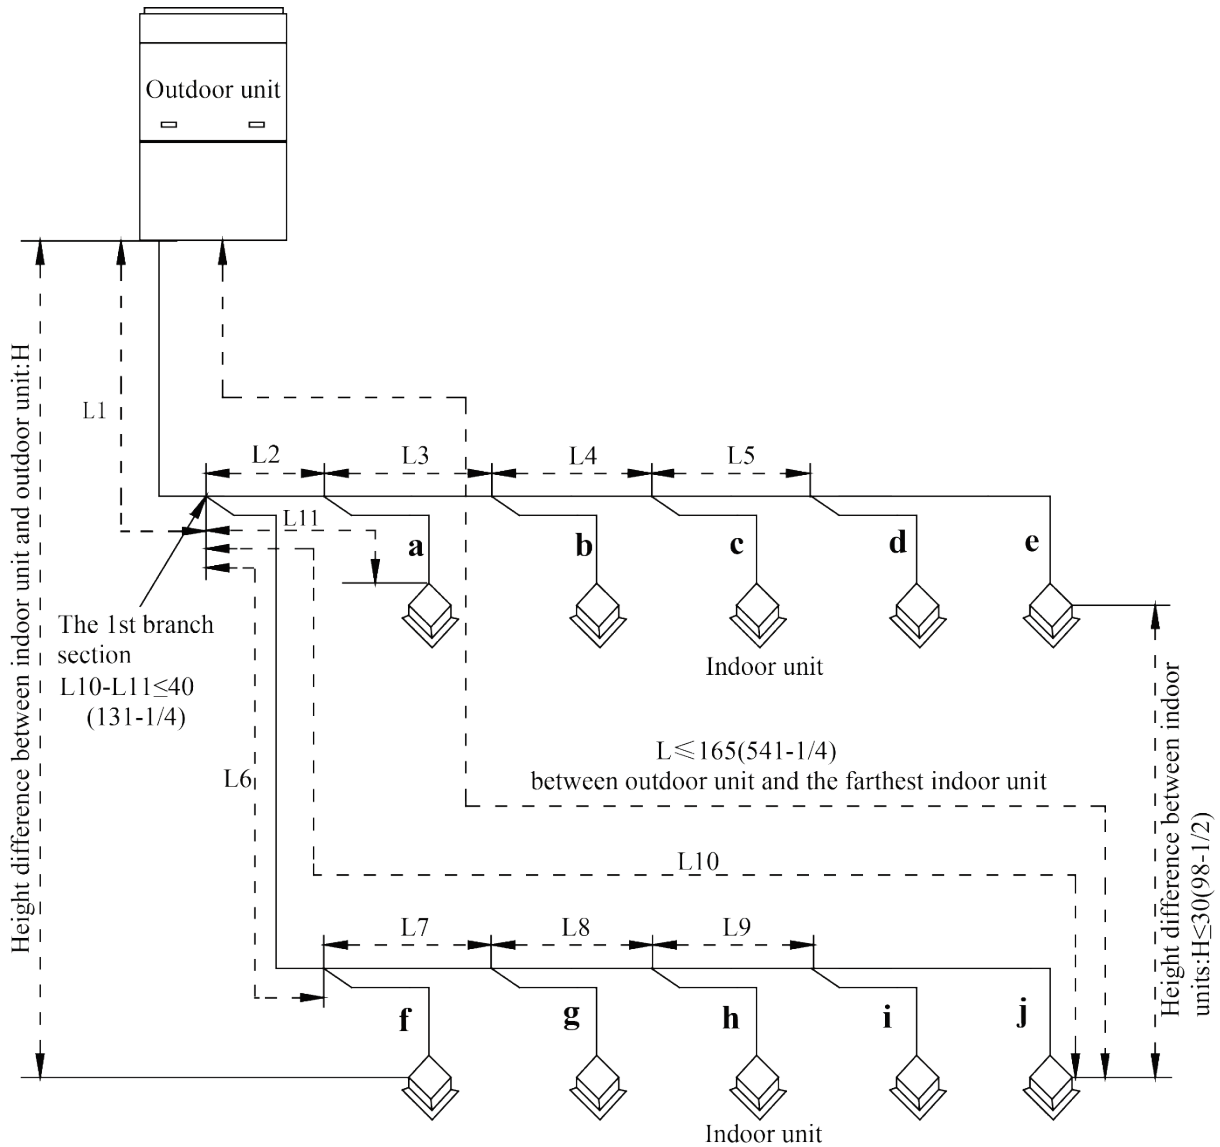 Outdoor unit
Height difference between indoor unit and outdoor unit:H
L1
L2
L3
L4
L5
L11
a
b
c
d
e
The 1st branch
section
L10-L11≤40
(131-1/4)
Indoor unit
L6
L≤165(541-1/4)
between outdoor unit and the farthest indoor unit
L10
Height difference between indoor
units:H≤30(98-1/2)
L7
L8
L9
f
g
h
i
j
Indoor unit